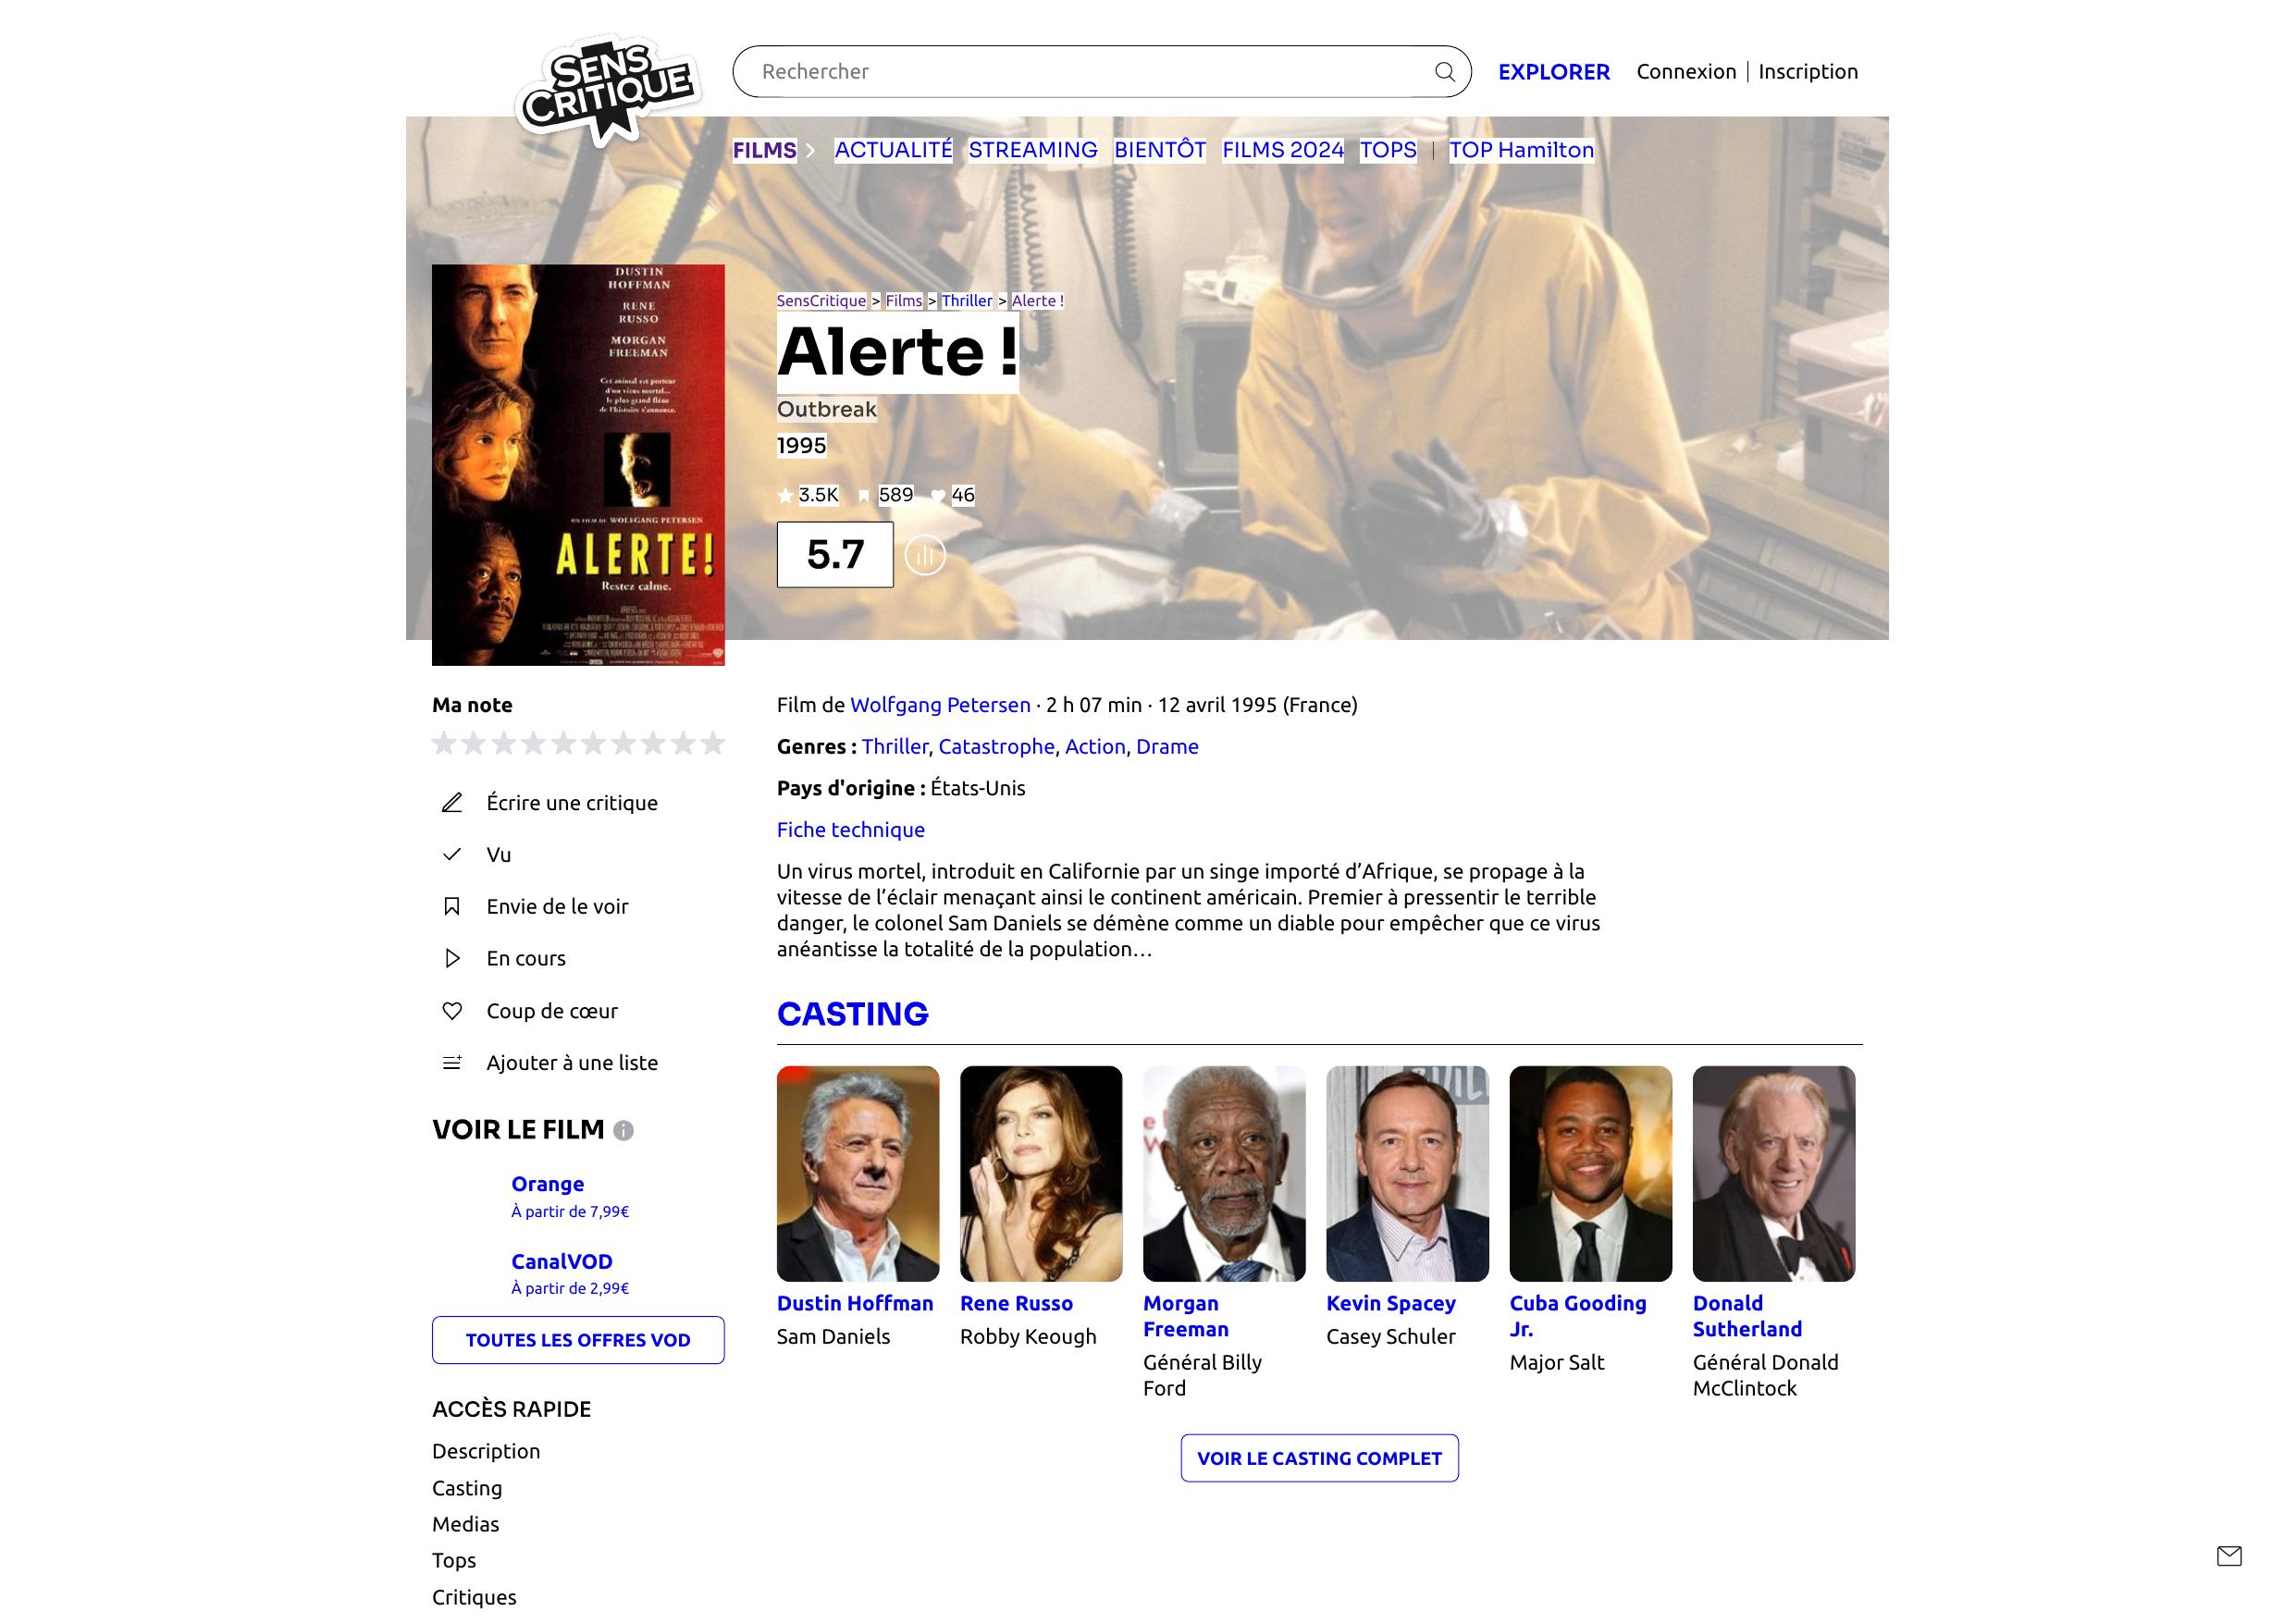 SENS
CRITIQUE
Rechercher
EXPLORER
Connexion | Inscription
FILMS
ACTUALITÉ STREAMING BIENTÔT FILMS 2024 TOPS | TOP Hamilton
DUSTIN
HOFFMAN
RENE
RUSSO
MORGAN
FREEMAN
Cet animal est porteur
d'un virus mortel...
le plus grand fléau
de l'histoire s'annonce.
UN FILM DE WOLFGANG PETERSEN
ALERTE!
Restez calme.
SensCritique > Films > Thriller > Alerte !
Alerte !
Outbreak
1995
3.5K 589 46
5.7
Ma note
Écrire une critique
Vu
Envie de le voir
En cours
Coup de cœur
Ajouter à une liste
VOIR LE FILM
Orange
À partir de 7,99€
CanalVOD
À partir de 2,99€
TOUTES LES OFFRES VOD
ACCÈS RAPIDE
Description
Casting
Medias
Tops
Critiques
Film de Wolfgang Petersen · 2 h 07 min · 12 avril 1995 (France)
Genres : Thriller, Catastrophe, Action, Drame
Pays d'origine : États-Unis
Fiche technique
Un virus mortel, introduit en Californie par un singe importé d’Afrique, se propage à la
vitesse de l’éclair menaçant ainsi le continent américain. Premier à pressentir le terrible
danger, le colonel Sam Daniels se démène comme un diable pour empêcher que ce virus
anéantisse la totalité de la population…
CASTING
Dustin Hoffman
Sam Daniels
Rene Russo
Robby Keough
Morgan
Freeman
Général Billy
Ford
Kevin Spacey
Casey Schuler
Cuba Gooding
Jr.
Major Salt
Donald
Sutherland
Général Donald
McClintock
VOIR LE CASTING COMPLET